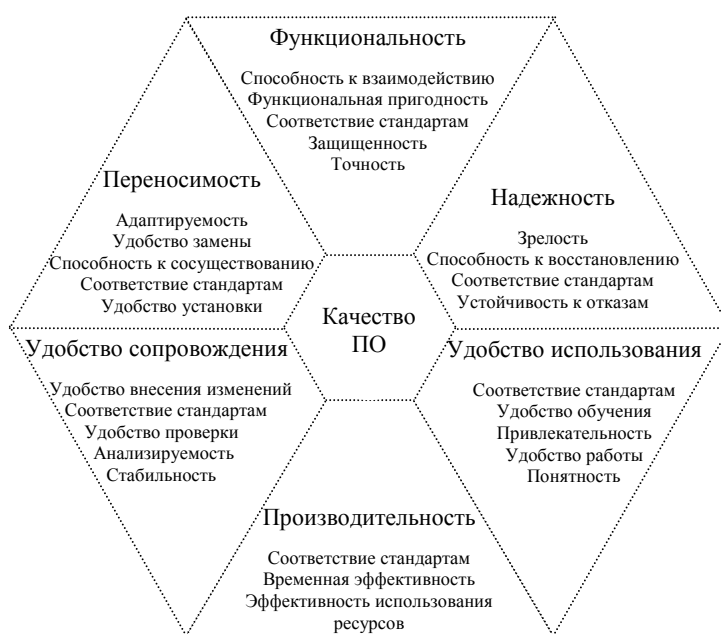 Функциональность
Способность к взаимодействию
Функциональная пригодность
Соответствие стандартам
Защищенность
Точность
Переносимость
Адаптируемость
Удобство замены
Способность к сосуществованию
Соответствие стандартам
Удобство установки
Надежность
Зрелость
Способность к восстановлению
Соответствие стандартам
Устойчивость к отказам
Качество
ПО
Удобство сопровождения
Удобство внесения изменений
Соответствие стандартам
Удобство проверки
Анализируемость
Стабильность
Удобство использования
Соответствие стандартам
Удобство обучения
Привлекательность
Удобство работы
Понятность
Производительность
Соответствие стандартам
Временная эффективность
Эффективность использования
ресурсов